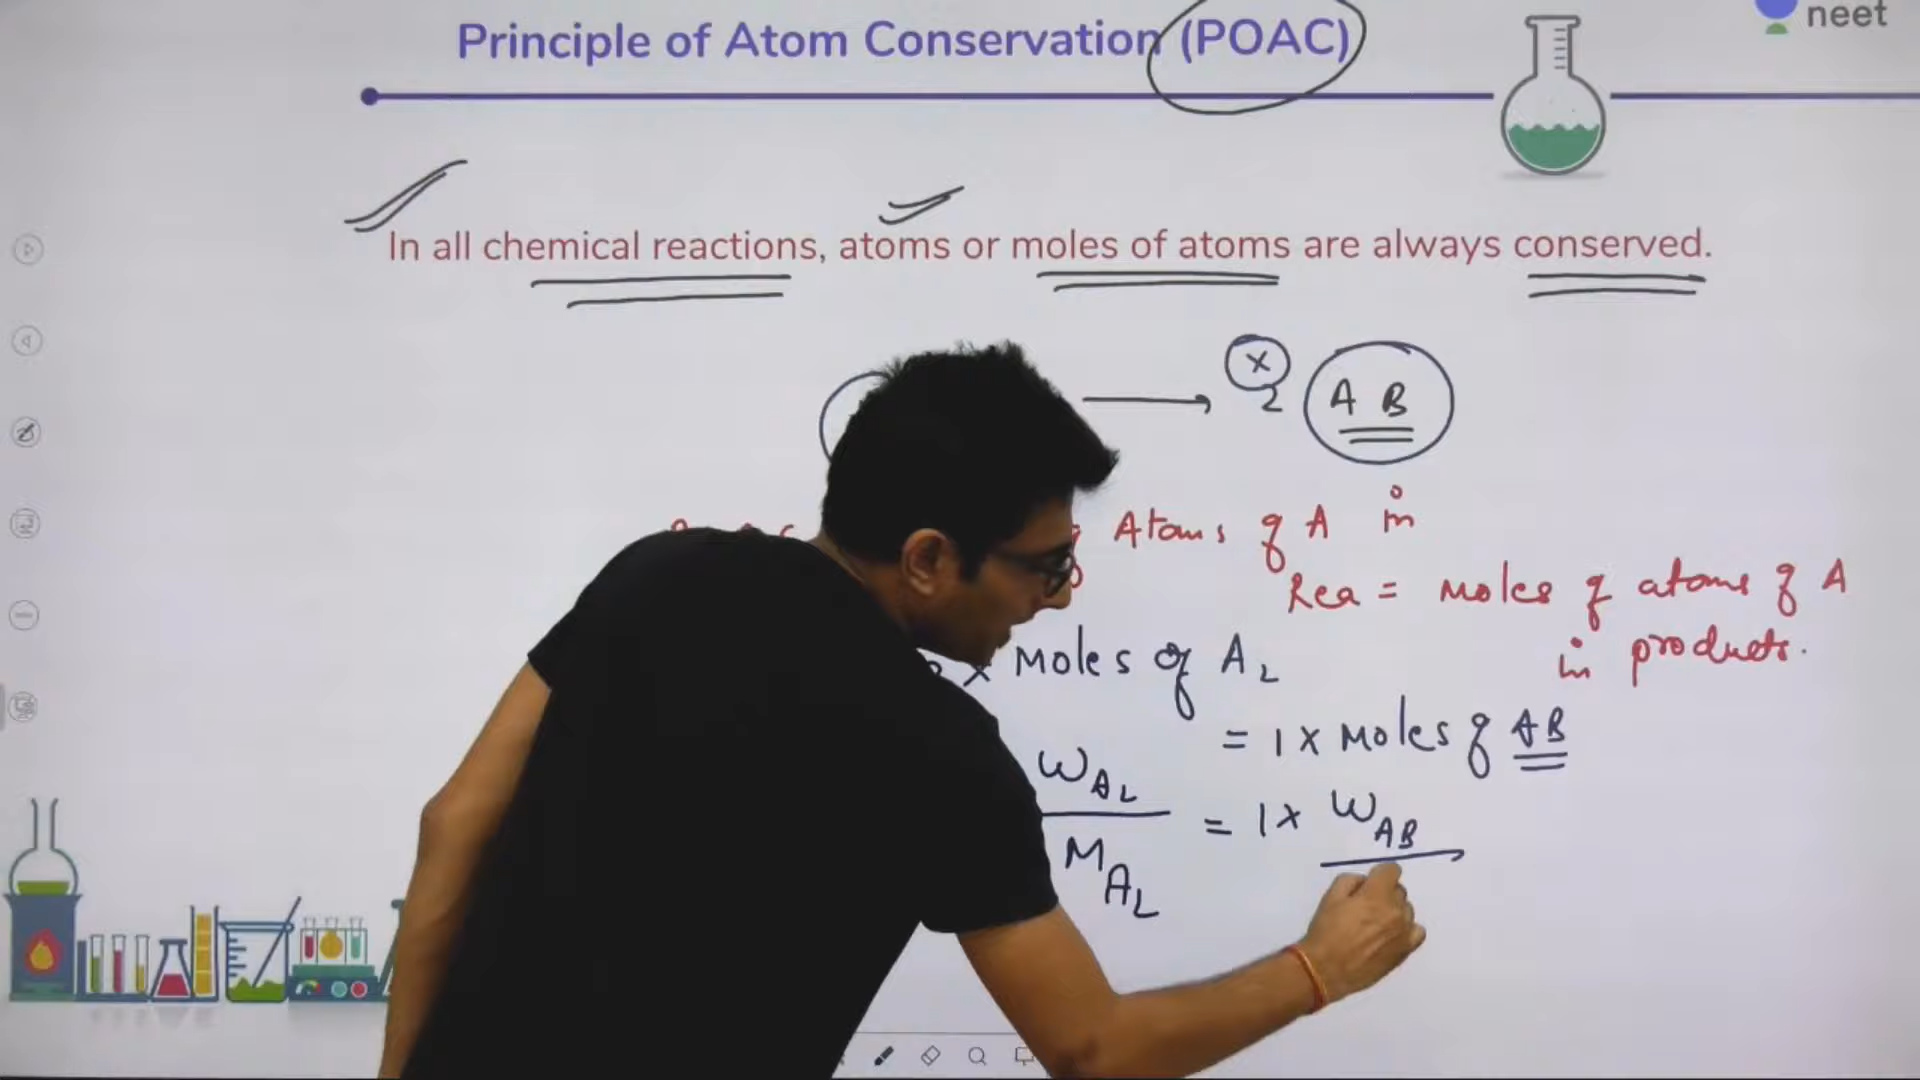 Principle of Atom Conservation (POAC)
neet
In all chemical reactions, atoms or moles of atoms are always conserved.
x
2 A B
Atoms of A in
Rea = moles of atoms of A
in products.
x Moles of A2
= 1 x Moles of AB
WA2
MA2
= 1 x WAB